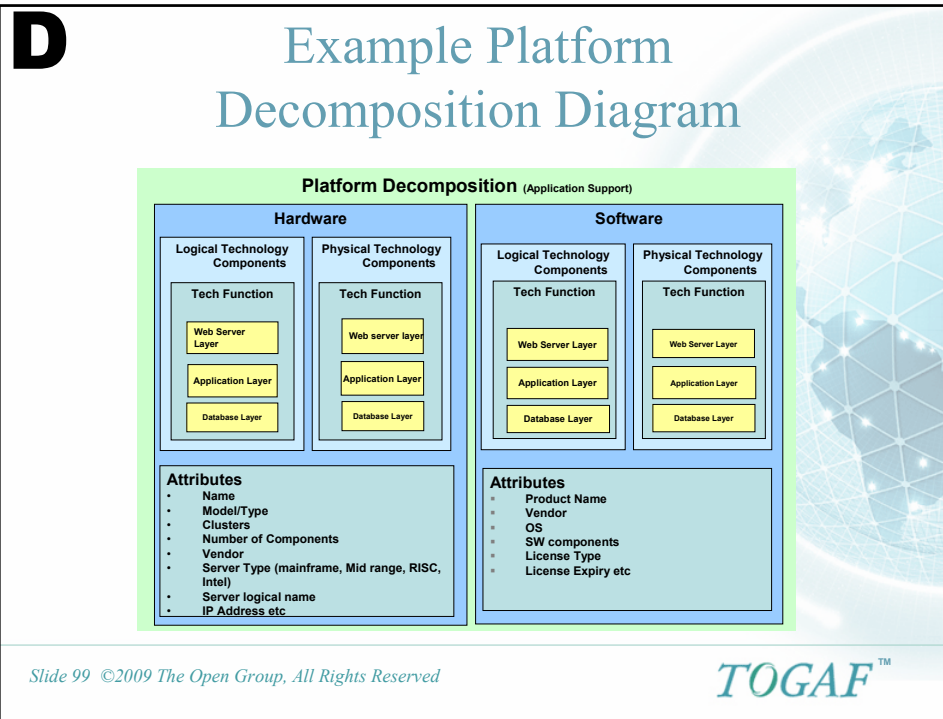 D
Example Platform
Decomposition Diagram
Platform Decomposition (Application Support)
Hardware
Logical Technology
Components
Tech Function
Web Server
Layer
Application Layer
Database Layer
Physical Technology
Components
Tech Function
Web server layer
Application Layer
Database Layer
Attributes
• Name
• Model/Type
• Clusters
• Number of Components
• Vendor
• Server Type (mainframe, Mid range, RISC,
Intel)
• Server logical name
• IP Address etc
Software
Logical Technology
Components
Tech Function
Web Server Layer
Application Layer
Database Layer
Physical Technology
Components
Tech Function
Web Server Layer
Application Layer
Database Layer
Attributes
▪ Product Name
▪ Vendor
▪ OS
▪ SW components
▪ License Type
▪ License Expiry etc
Slide 99 ©2009 The Open Group, All Rights Reserved
TOGAF™